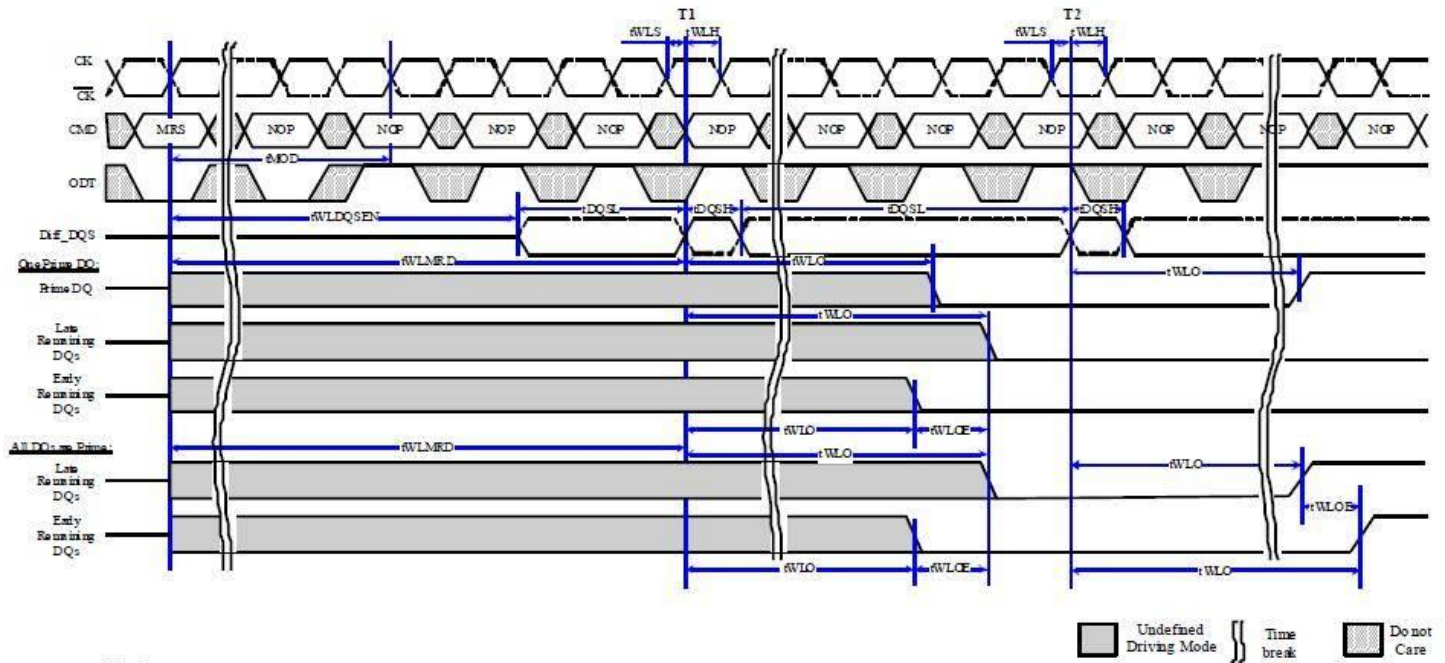 T1 T2
tWLS tWLH tWLS tWLH
CK
CK
CMD MRS NOP NOP NOP NOP NOP NOP NOP NOP NOP NOP NOP
tMOD
ODT
tWLDQSEN tDQSL tDQSH tDQSL tDQSH
Diff_DQS
tWLMRD tWLO
One Prime DQ:
tWLO
Prime DQ
tWLO
Late
Remaining
DQs
Early
Remaining
DQs
tWLO tWLOE
All DQs are Prime:
tWLMRD
tWLO
tWLO
Late
Remaining
DQs
tWLOE
Early
Remaining
DQs
tWLO tWLOE
tWLO
Undefined
Driving Mode
Time
break
Do not
Care